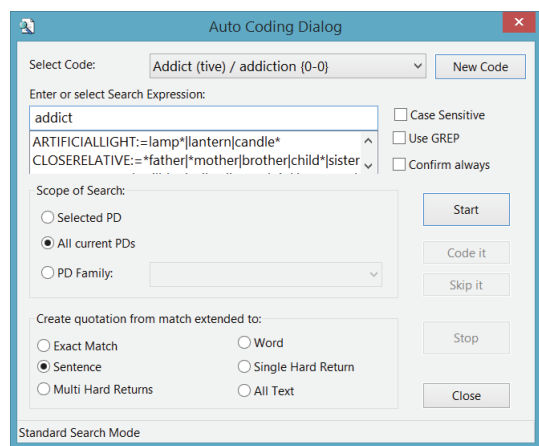 Auto Coding Dialog
Select Code:
Addict (tive) / addiction {0-0}
New Code
Enter or select Search Expression:
addict
ARTIFICIALLIGHT:=lamp*|lantern|candle*
CLOSERELATIVE:=*father|*mother|brother|child*|sister
Case Sensitive
Use GREP
Confirm always
Scope of Search:
Selected PD
All current PDs
PD Family:
Start
Code it
Skip it
Create quotation from match extended to:
Exact Match
Word
Sentence
Single Hard Return
Multi Hard Returns
All Text
Stop
Close
Standard Search Mode